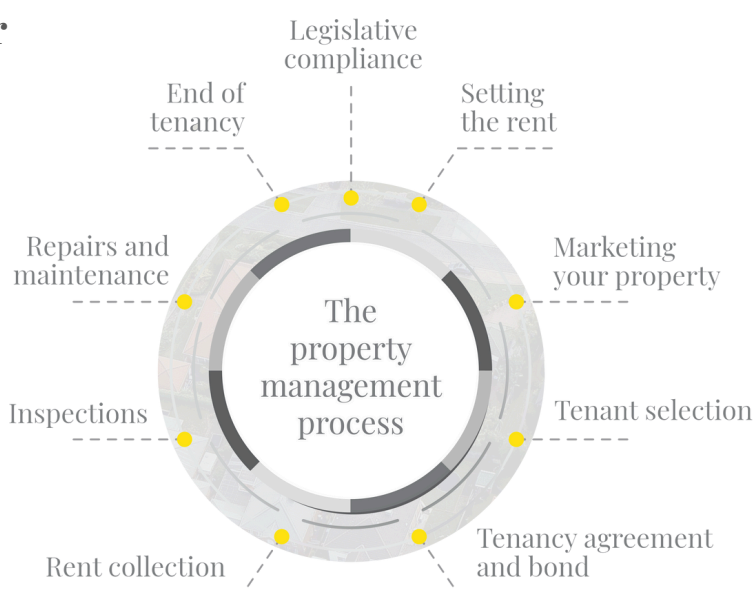 Legislative
compliance
Setting
the rent
Marketing
your property
Tenant selection
Tenancy agreement
and bond
Rent collection
Inspections
Repairs and
maintenance
End of
tenancy
The
property
management
process